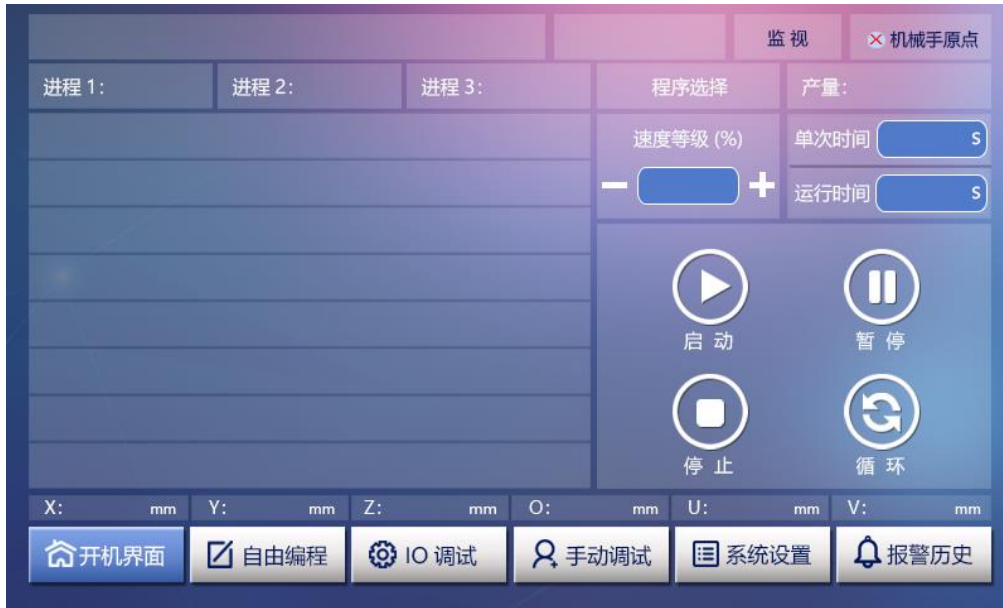 监 视 机械手原点
进程 1： 进程 2： 进程 3： 程序选择 产量：
速度等级 (%) 单次时间 S
运行时间 S
启 动 暂 停
停 止 循 环
X： mm Y： mm Z： mm O： mm U： mm V： mm
开机界面 自由编程 IO 调试 手动调试 系统设置 报警历史